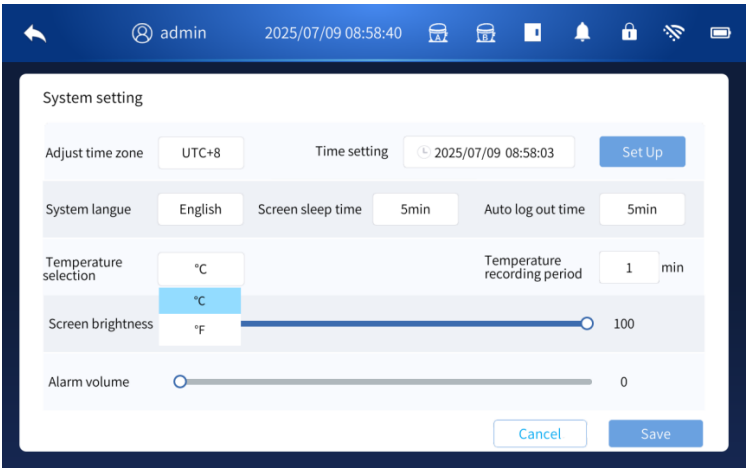 admin 2025/07/09 08:58:40 A B
System setting
Adjust time zone UTC+8 Time setting 2025/07/09 08:58:03 Set Up
System langue English Screen sleep time 5min Auto log out time 5min
Temperature
selection
°C
Temperature
recording period
1 min
°C
Screen brightness
100
°F
Alarm volume 0
Cancel Save